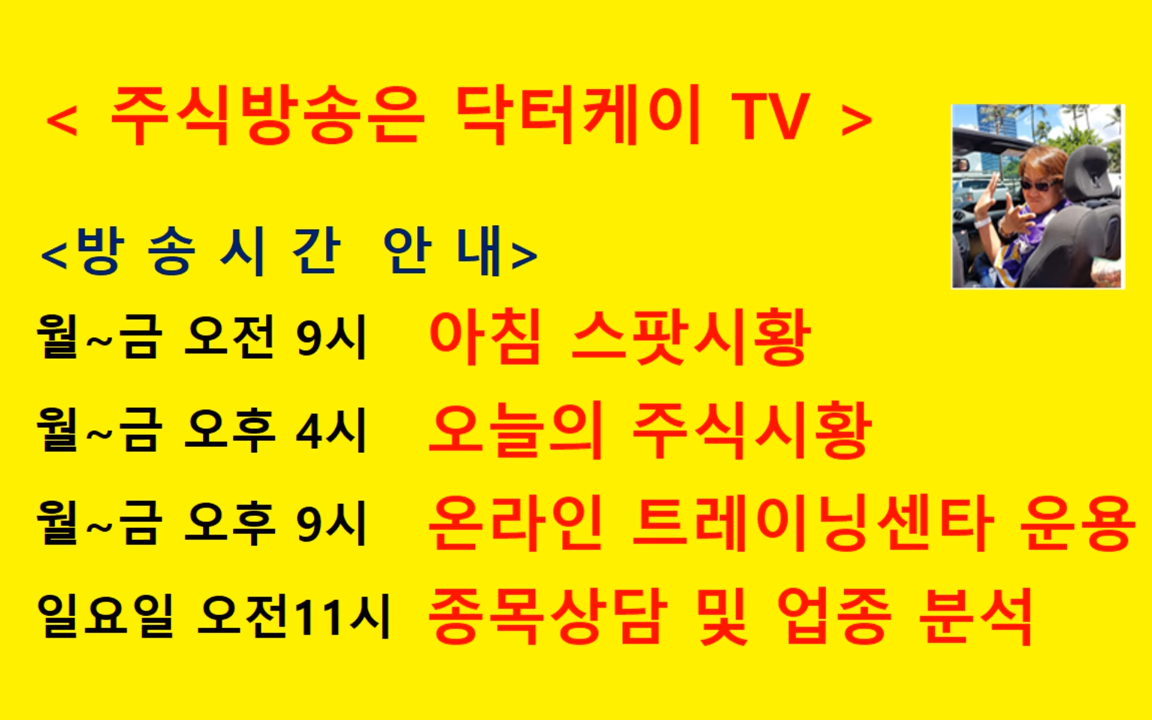 < 주식방송은 닥터케이 TV >
<방 송 시 간 안 내>
월~금 오전 9시 아침 스팟시황
월~금 오후 4시 오늘의 주식시황
월~금 오후 9시 온라인 트레이닝센타 운용
일요일 오전11시 종목상담 및 업종 분석